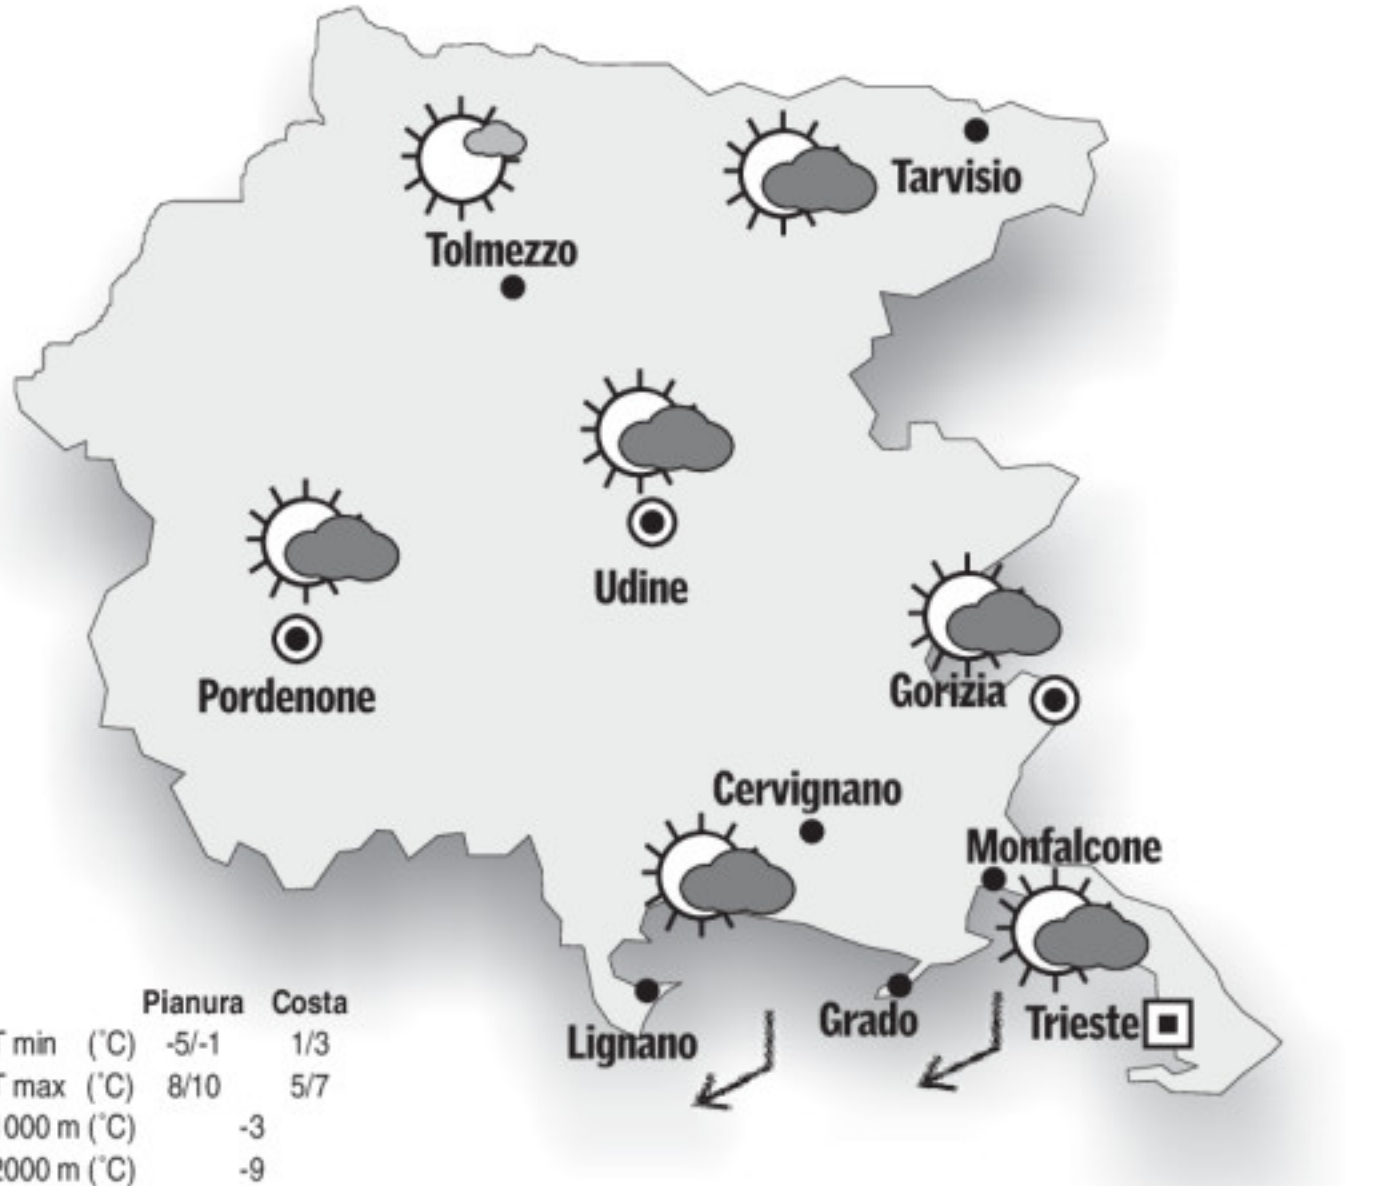 Tarvisio
Tolmezzo
Udine
Pordenone
Gorizia
Cervignano
Monfalcone
Grado
Trieste
Lignano
Pianura Costa
T min (°C) -5/-1 1/3
T max (°C) 8/10 5/7
000 m (°C) -3
2000 m (°C) -9